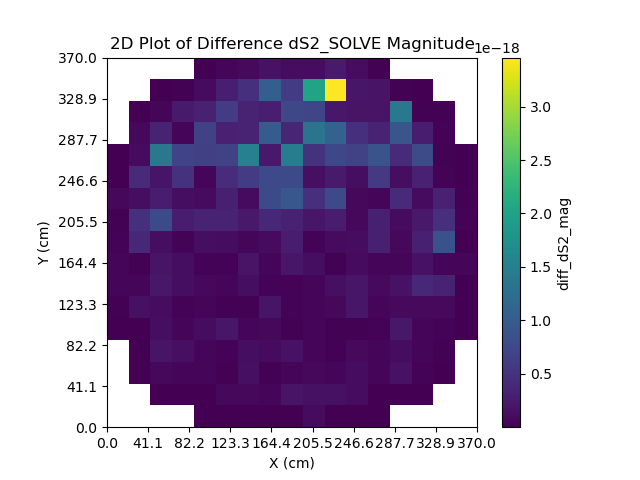 2D Plot of Difference dS2_SOLVE Magnitude
1e−18
370.0
328.9
287.7
246.6
205.5
164.4
123.3
82.2
41.1
0.0
Y (cm)
0.0 41.1 82.2 123.3 164.4 205.5 246.6 287.7 328.9 370.0
X (cm)
3.0
2.5
2.0
1.5
1.0
0.5
diff_dS2_mag